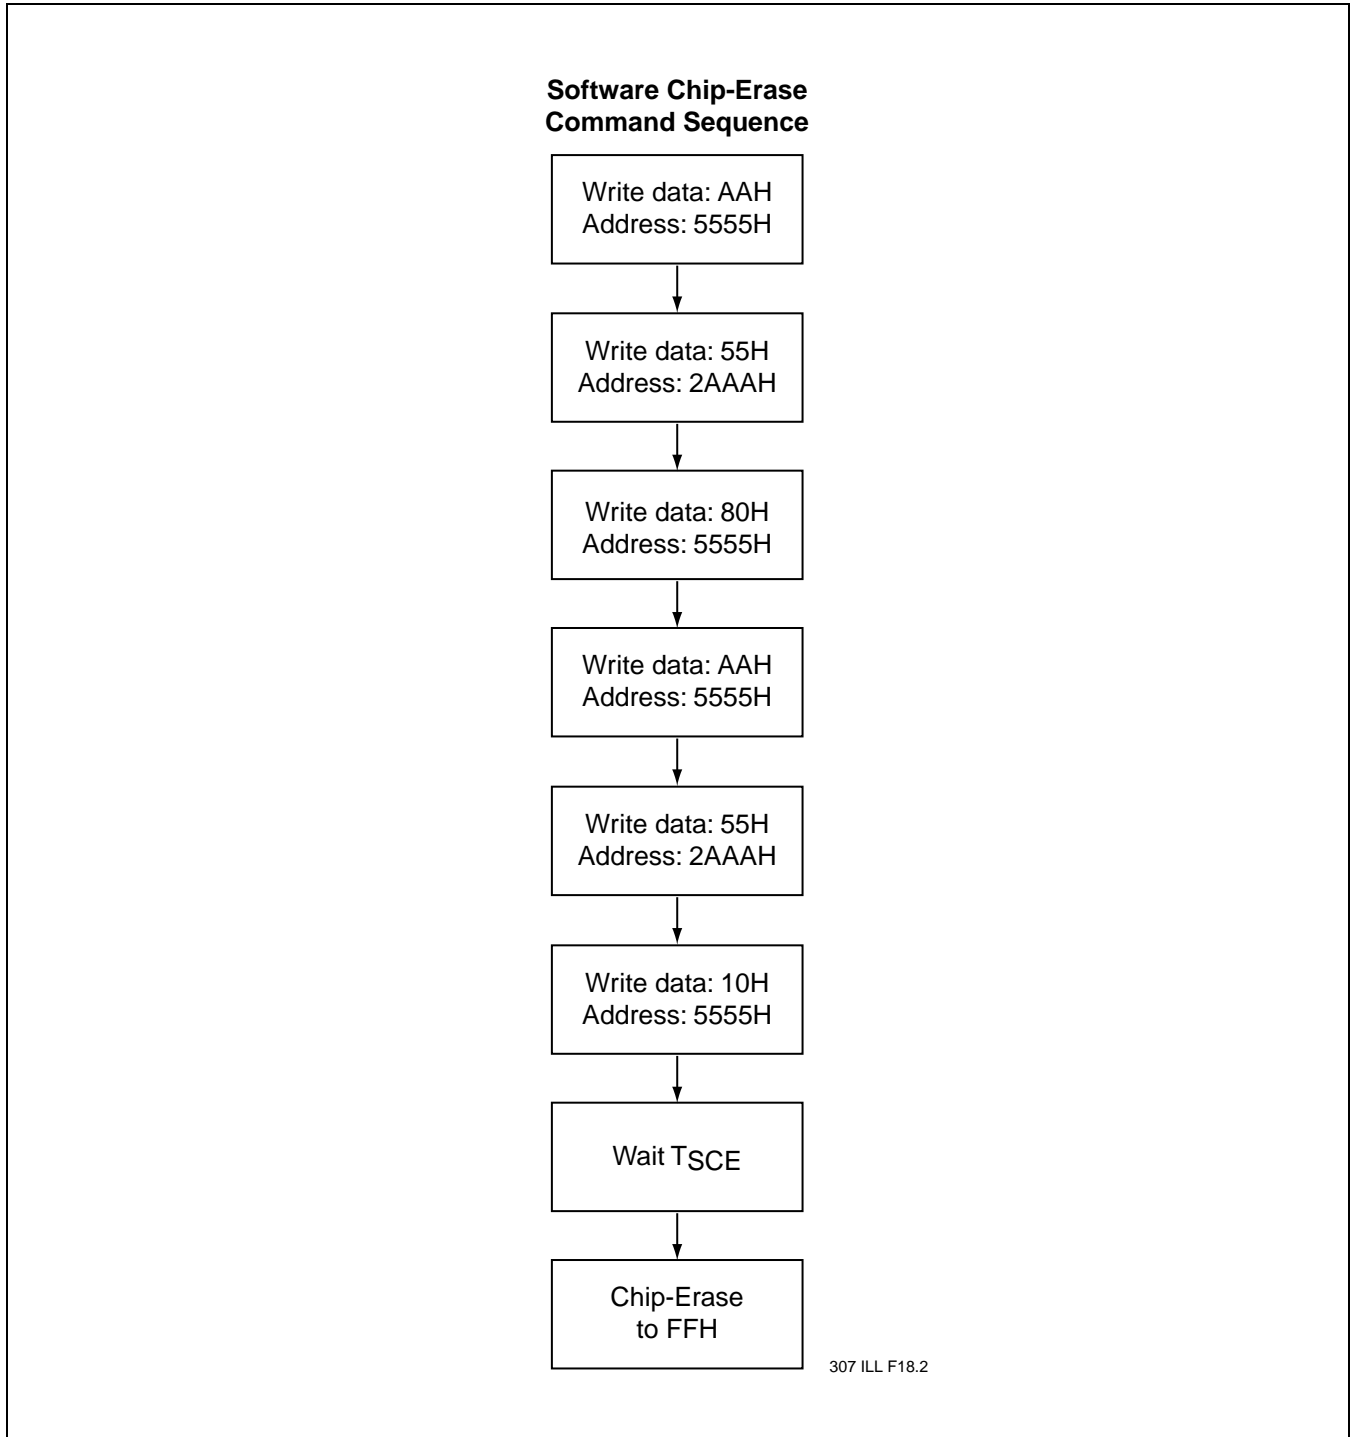 Software Chip-Erase
Command Sequence
Write data: AAH
Address: 5555H
Write data: 55H
Address: 2AAAH
Write data: 80H
Address: 5555H
Write data: AAH
Address: 5555H
Write data: 55H
Address: 2AAAH
Write data: 10H
Address: 5555H
Wait TSCE
Chip-Erase
to FFH
307 ILL F18.2